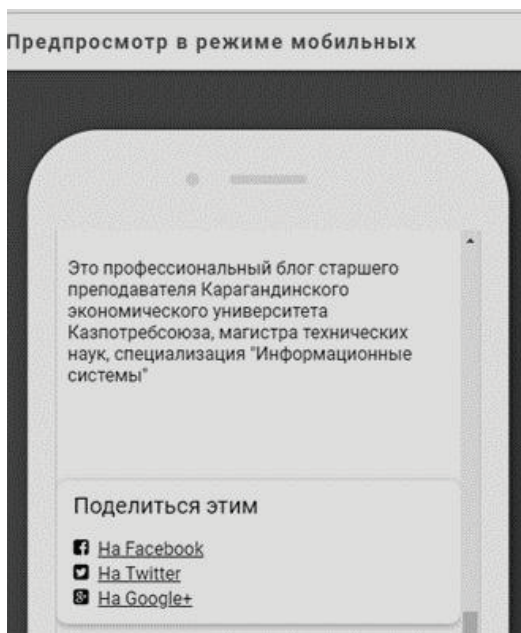 Предпросмотр в режиме мобильных
Это профессиональный блог старшего
преподавателя Карагандинского
экономического университета
Казпотребсоюза, магистра технических
наук, специализация "Информационные
системы"
Поделиться этим
На Facebook
На Twitter
На Google+